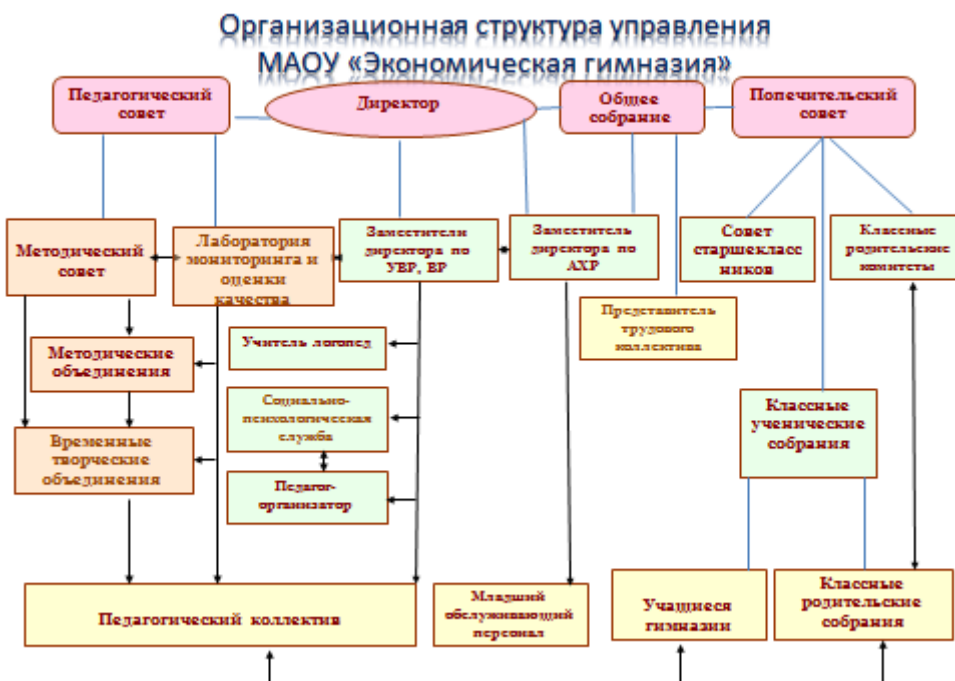 Организационная структура управления
МАОУ «Экономическая гимназия»
Педагогический
совет
Директор
Общее
собрание
Попечительский
совет
Методический
совет
Лаборатория
мониторинга и
оценки
качества
Заместители
директора по
УВР, ВР
Заместитель
директора по
АХР
Совет
старшекласс
ников
Классные
родительские
комитеты
Представитель
трудового
коллектива
Учитель логопед
Методические
объединения
Социально-
психологическая
служба
Классные
ученические
собрания
Временные
творческие
объединения
Педагог-
организатор
Педагогический коллектив
Младший
обслуживающий
персонал
Учащиеся
гимназии
Классные
родительские
собрания